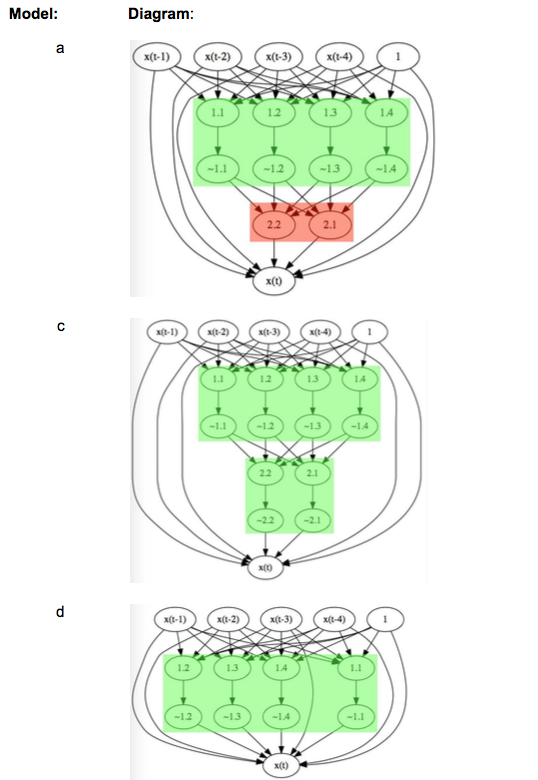 Model: Diagram:
a
x(t-1) x(t-2) x(t-3) x(t-4) 1
1.1 1.2 1.3 1.4
~1.1 ~1.2 ~1.3 ~1.4
2.2 2.1
x(t)
c
x(t-1) x(t-2) x(t-3) x(t-4) 1
1.1 1.2 1.3 1.4
~1.1 ~1.2 ~1.3 ~1.4
2.2 2.1
~2.2 ~2.1
x(t)
d
x(t-1) x(t-2) x(t-3) x(t-4) 1
1.2 1.3 1.4 1.1
~1.2 ~1.3 ~1.4 ~1.1
x(t)